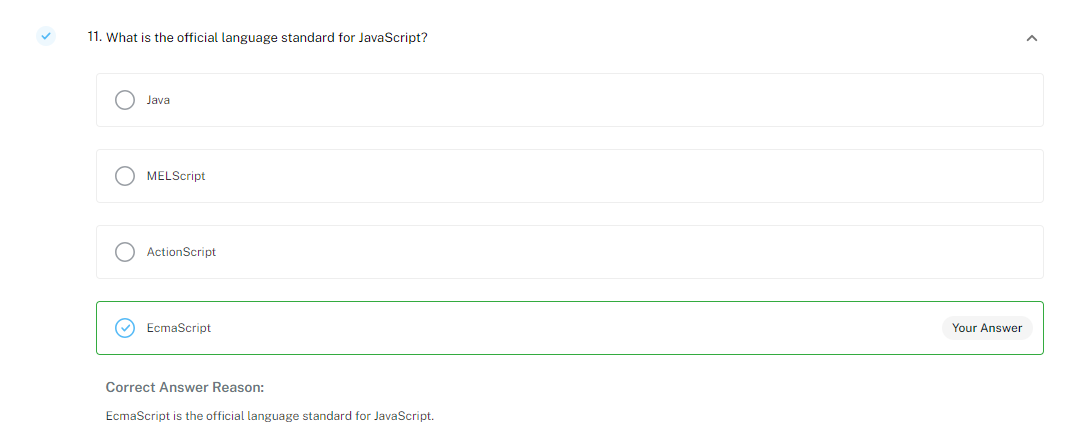 11. What is the official language standard for JavaScript?
Java
MELScript
ActionScript
EcmaScript Your Answer
Correct Answer Reason:
EcmaScript is the official language standard for JavaScript.